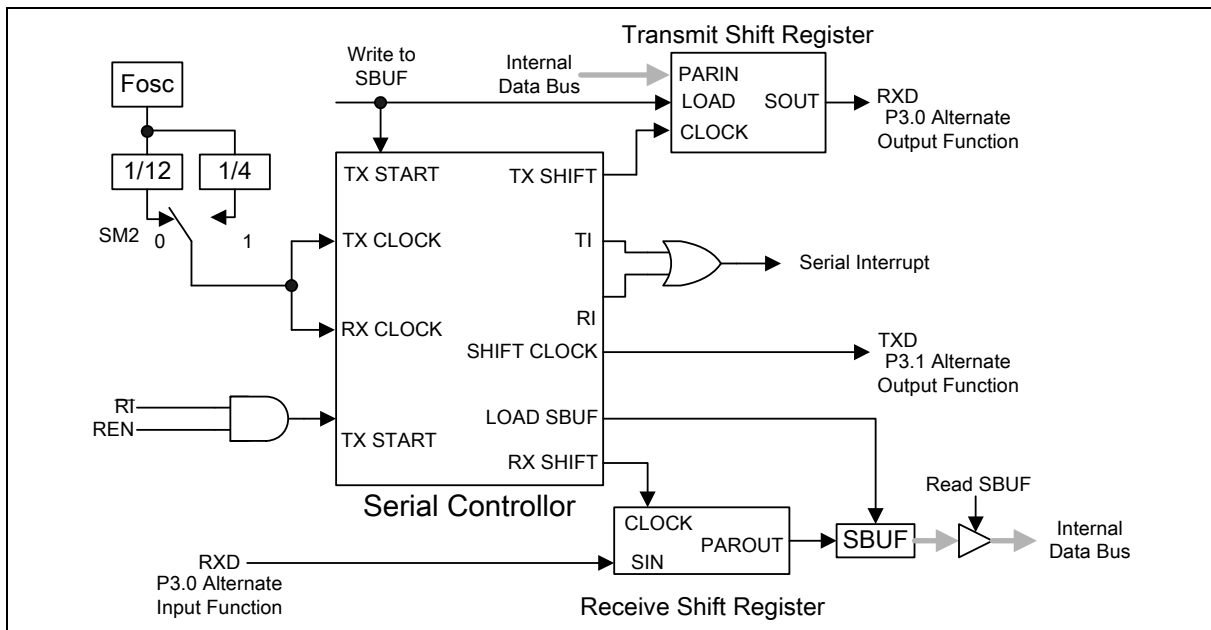 Transmit Shift Register
Write to
SBUF
Internal
Data Bus
PARIN
LOAD
SOUT
CLOCK
RXD
P3.0 Alternate
Output Function
Fosc
1/12
1/4
SM2
0
1
TX START
TX SHIFT
TX CLOCK
TI
Serial Interrupt
RX CLOCK
RI
SHIFT CLOCK
TXD
P3.1 Alternate
Output Function
RI
REN
TX START
LOAD SBUF
RX SHIFT
Serial Controllor
Read SBUF
CLOCK
PAROUT
SIN
SBUF
Internal
Data Bus
RXD
P3.0 Alternate
Input Function
Receive Shift Register